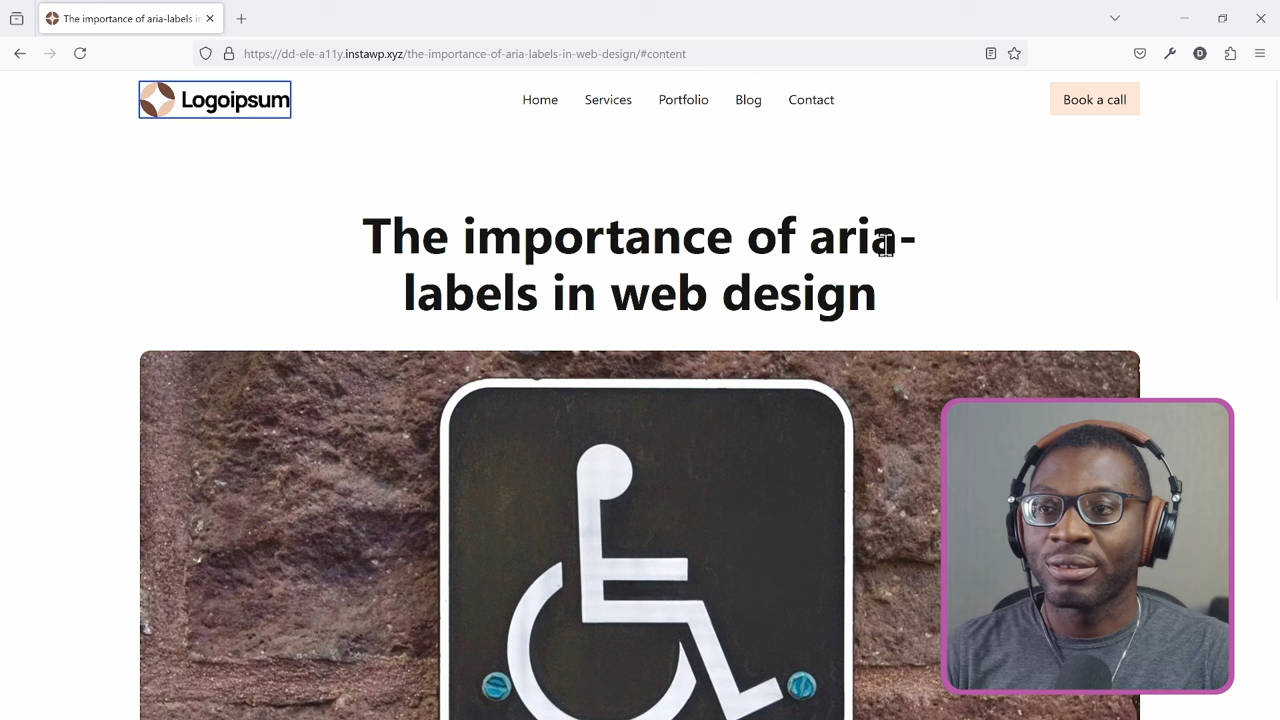 The importance of aria-labels in
https://dd-ele-a11y.instawp.xyz/the-importance-of-aria-labels-in-web-design/#content
D
Logoipsum
Home
Services
Portfolio
Blog
Contact
Book a call
The importance of aria-
labels in web design